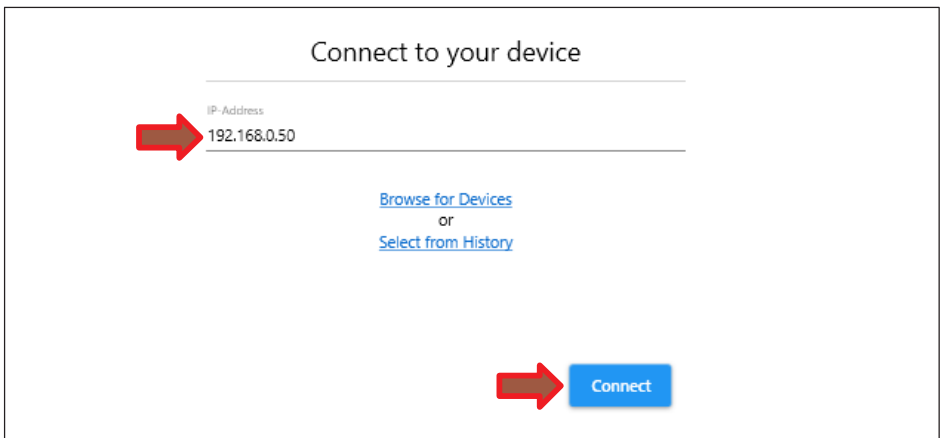 Connect to your device
IP-Address
192.168.0.50
Browse for Devices
or
Select from History
Connect